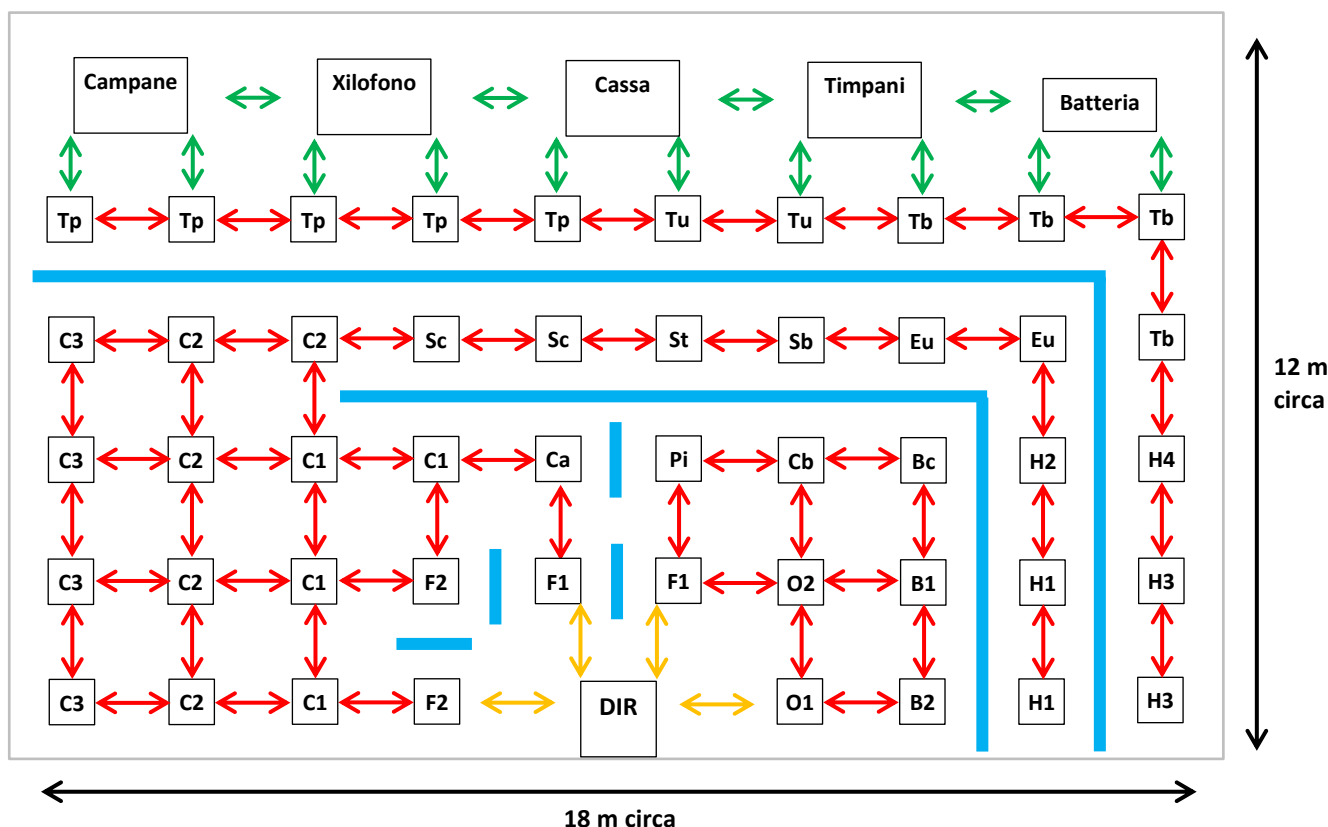 Campane Xilofono Cassa Timpani Batteria
Tp Tp Tp Tp Tp Tu Tu Tb Tb Tb
C3 C2 C2 Sc Sc St Sb Eu Eu Tb
12 m
circa
C3 C2 C1 C1 Ca Pi Cb Bc H2 H4
C3 C2 C1 F2 F1 F1 O2 B1 H1 H3
C3 C2 C1 F2 DIR O1 B2 H1 H3
18 m circa